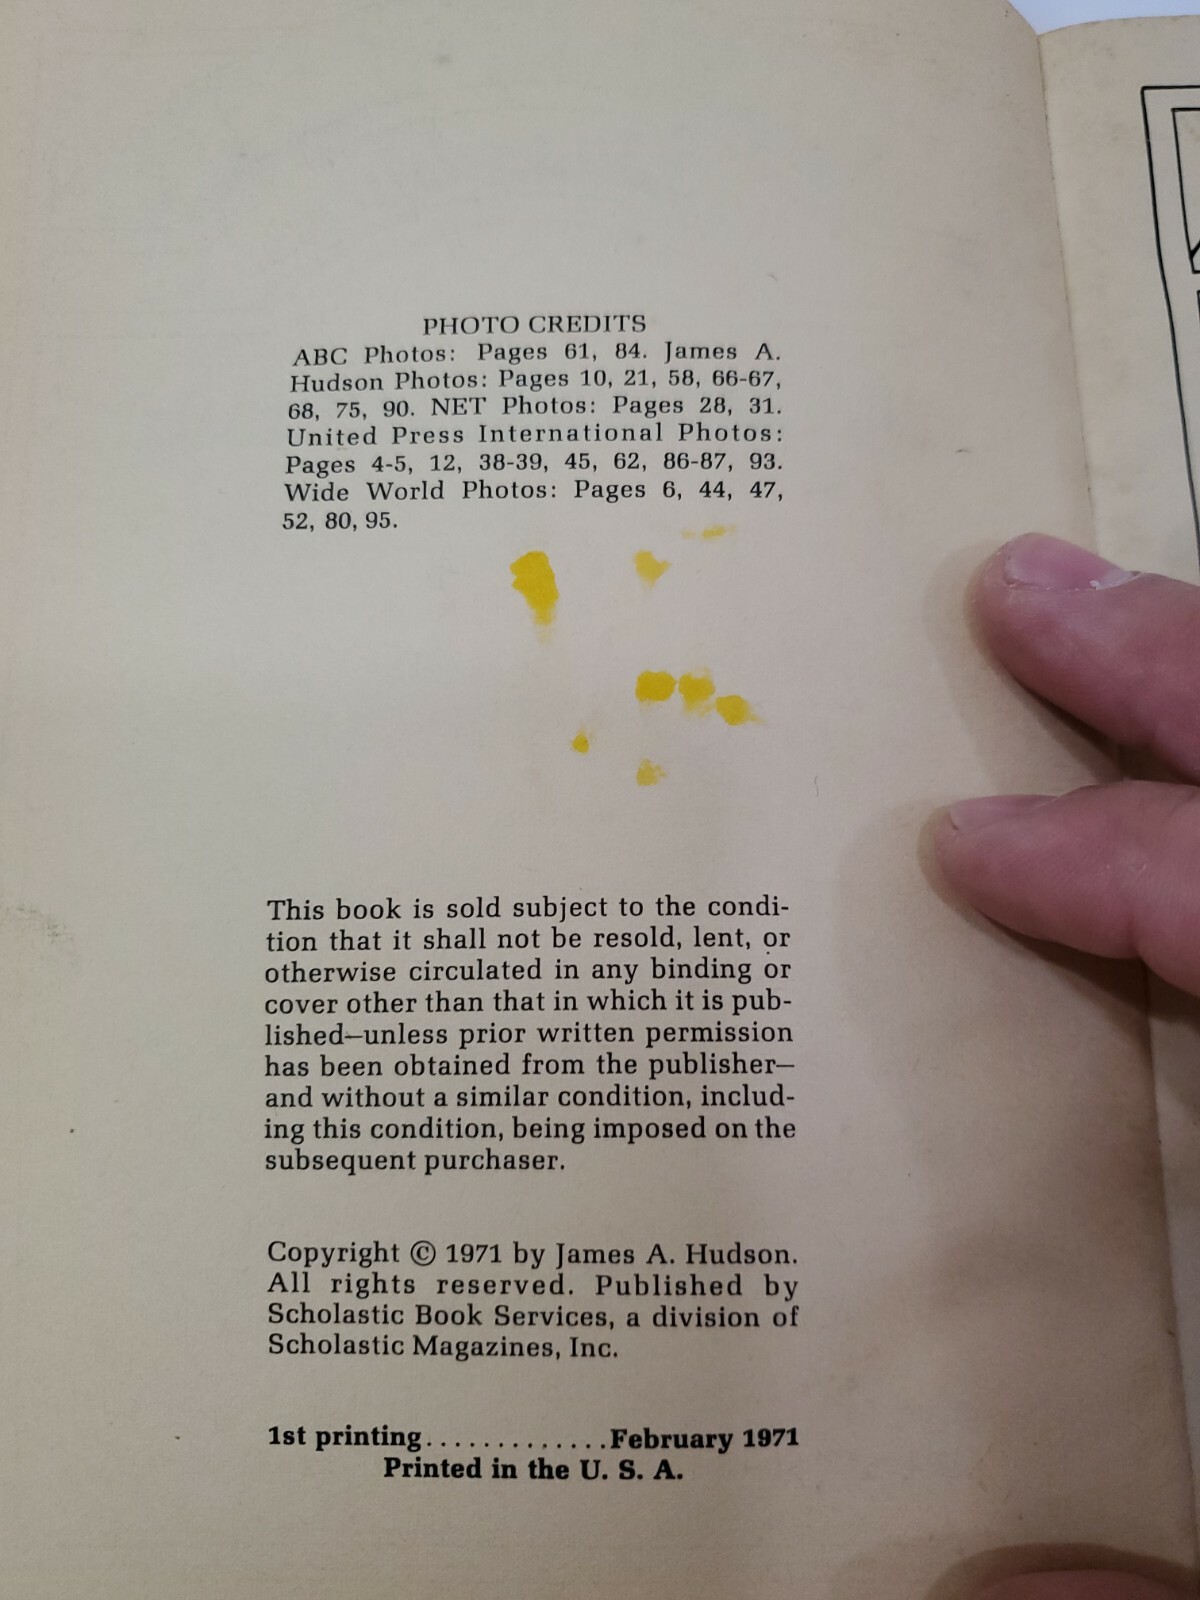 PHOTO CREDITS
ABC Photos: Pages 61, 84. James A.
Hudson Photos: Pages 10, 21, 58, 66-67,
68, 75, 90. NET Photos: Pages 28, 31.
United Press International Photos:
Pages 4-5, 12, 38-39, 45, 62, 86-87, 93.
Wide World Photos: Pages 6, 44, 47,
52, 80, 95.
This book is sold subject to the condi-
tion that it shall not be resold, lent, or
otherwise circulated in any binding or
cover other than that in which it is pub-
lished—unless prior written permission
has been obtained from the publisher—
and without a similar condition, includ-
ing this condition, being imposed on the
subsequent purchaser.
Copyright © 1971 by James A. Hudson.
All rights reserved. Published by
Scholastic Book Services, a division of
Scholastic Magazines, Inc.
1st printing.............February 1971
Printed in the U. S. A.